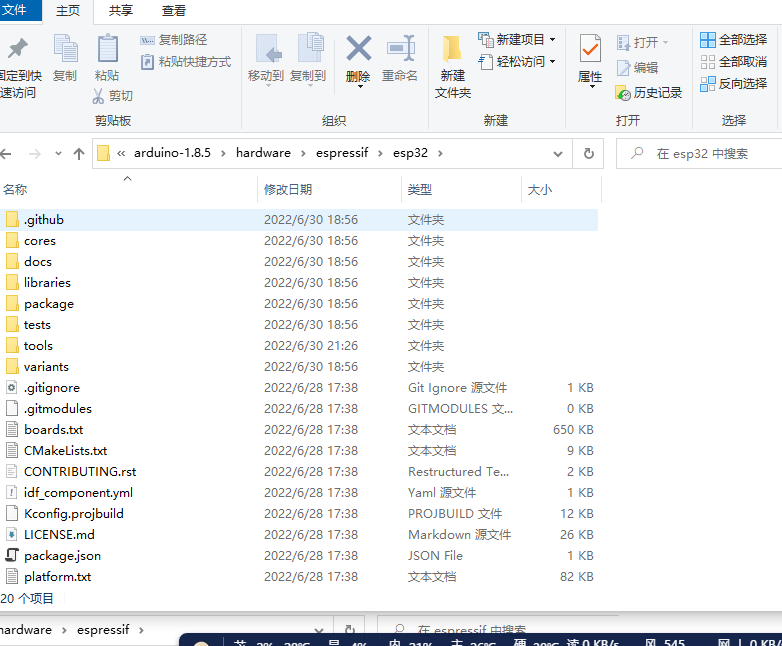 文件 主页 共享 查看
固定到快速访问 复制 粘贴 复制路径 粘贴快捷方式 剪切
移动到 复制到 删除 重命名
新建文件夹 新建项目 轻松访问
属性 打开 编辑 历史记录
全部选择 全部取消 反向选择
剪贴板 组织 新建 打开 选择
« arduino-1.8.5 › hardware › espressif › esp32 › 在 esp32 中搜索
名称 修改日期 类型 大小
.github 2022/6/30 18:56 文件夹
cores 2022/6/30 18:56 文件夹
docs 2022/6/30 18:56 文件夹
libraries 2022/6/30 18:56 文件夹
package 2022/6/30 18:56 文件夹
tests 2022/6/30 18:56 文件夹
tools 2022/6/30 21:26 文件夹
variants 2022/6/30 18:56 文件夹
.gitignore 2022/6/28 17:38 Git Ignore 源文件 1 KB
.gitmodules 2022/6/28 17:38 GITMODULES 文... 0 KB
boards.txt 2022/6/28 17:38 文本文档 650 KB
CMakeLists.txt 2022/6/28 17:38 文本文档 9 KB
CONTRIBUTING.rst 2022/6/28 17:38 Restructured Te... 2 KB
idf_component.yml 2022/6/28 17:38 Yaml 源文件 1 KB
Kconfig.projbuild 2022/6/28 17:38 PROJBUILD 文件 12 KB
LICENSE.md 2022/6/28 17:38 Markdown 源文件 26 KB
package.json 2022/6/28 17:38 JSON File 1 KB
platform.txt 2022/6/28 17:38 文本文档 82 KB
20 个项目
hardware › espressif › 在 espressif 中搜索